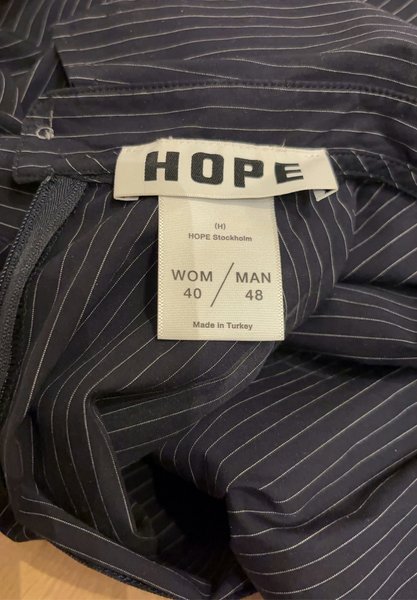 HOPE
(H)
HOPE Stockholm
WOM / MAN
40 / 48
Made in Turkey